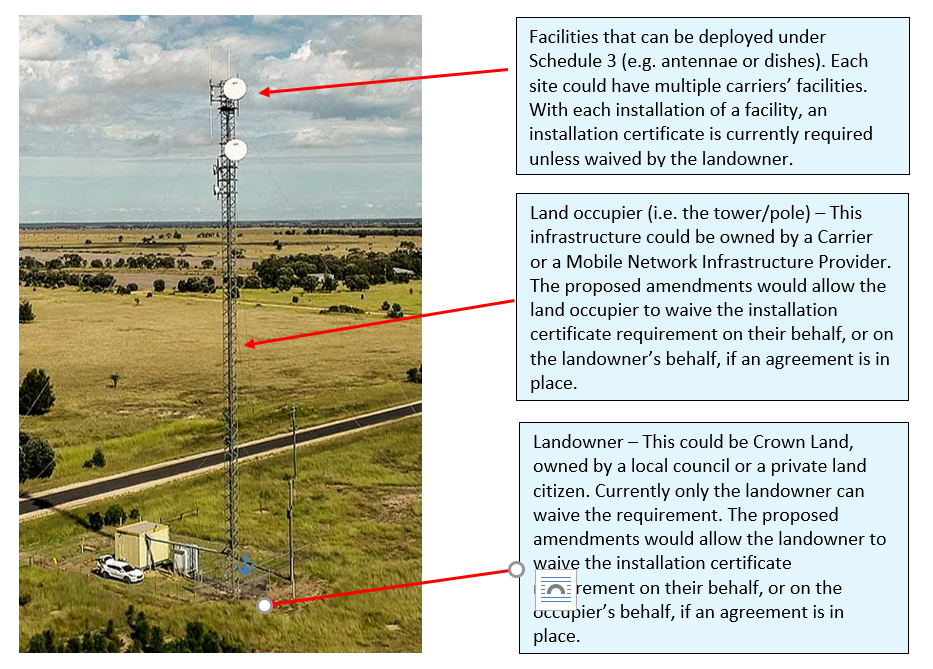 Facilities that can be deployed under
Schedule 3 (e.g. antennae or dishes). Each
site could have multiple carriers’ facilities.
With each installation of a facility, an
installation certificate is currently required
unless waived by the landowner.
Land occupier (i.e. the tower/pole) – This
infrastructure could be owned by a Carrier
or a Mobile Network Infrastructure Provider.
The proposed amendments would allow the
land occupier to waive the installation
certificate requirement on their behalf, or on
the landowner’s behalf, if an agreement is in
place.
Landowner – This could be Crown Land,
owned by a local council or a private land
citizen. Currently only the landowner can
waive the requirement. The proposed
amendments would allow the landowner to
waive the installation certificate
on their behalf, or on the
occupier’s behalf, if an agreement is in
place.